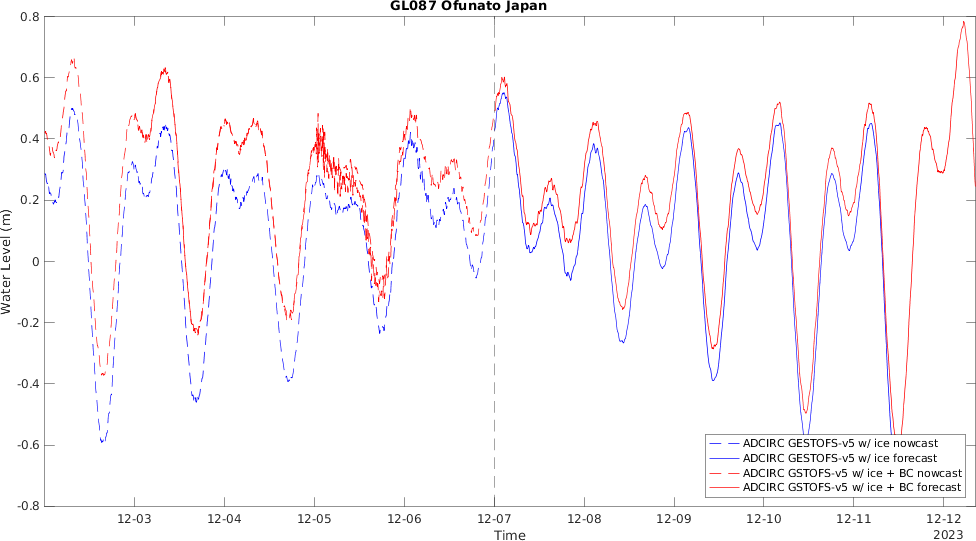 GL087 Ofunato Japan
0.8
0.6
0.4
0.2
0
-0.2
-0.4
-0.6
-0.8
Water Level (m)
ADCIRC GESTOFS-v5 w/ ice nowcast
ADCIRC GESTOFS-v5 w/ ice forecast
ADCIRC GSTOFS-v5 w/ ice + BC nowcast
ADCIRC GSTOFS-v5 w/ ice + BC forecast
12-03 12-04 12-05 12-06 12-07 12-08 12-09 12-10 12-11 12-12
Time
2023